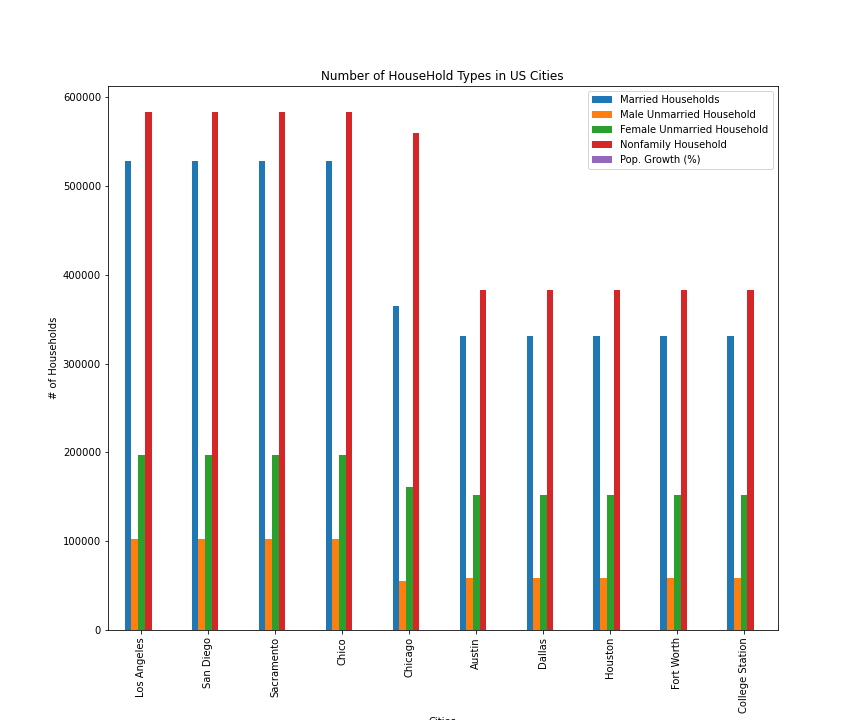 Number of HouseHold Types in US Cities
Married Households
Male Unmarried Household
Female Unmarried Household
Nonfamily Household
Pop. Growth (%)
# of Households
600000
500000
400000
300000
200000
100000
0
Los Angeles
San Diego
Sacramento
Chico
Chicago
Austin
Dallas
Houston
Fort Worth
College Station
Cities